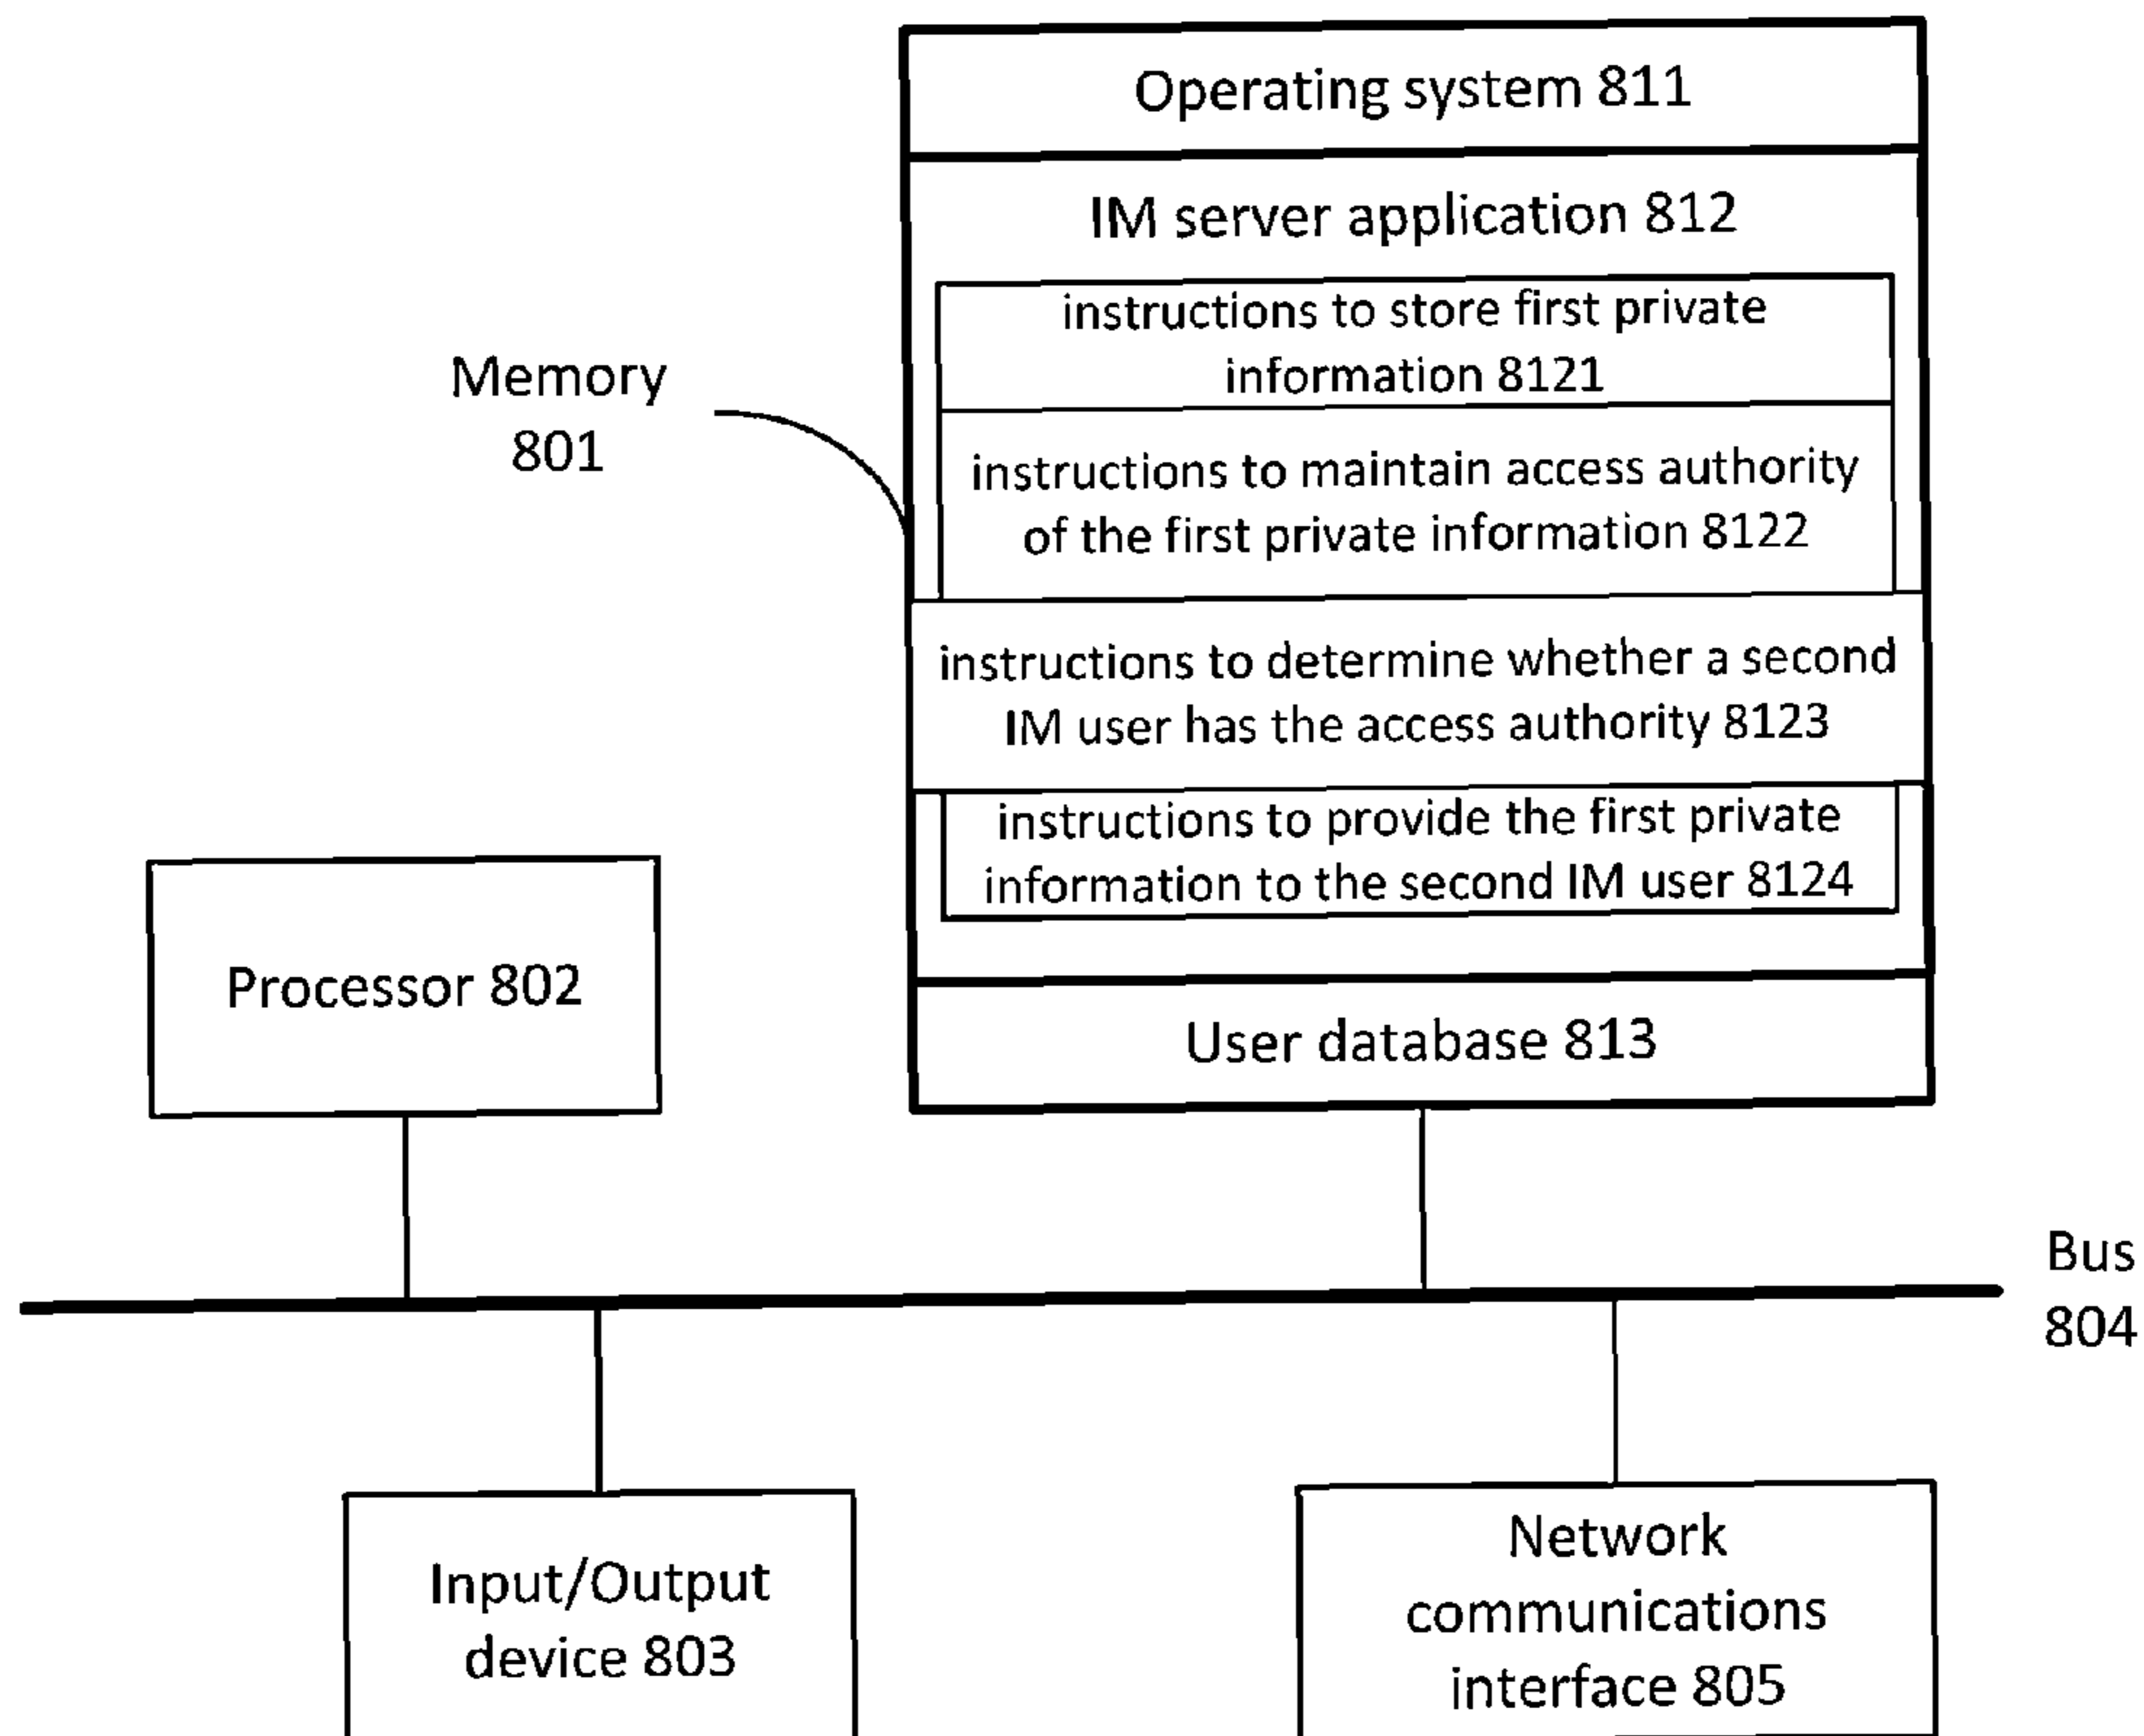 Operating system 811
IM server application 812
instructions to store first private
information 8121
Memory
801
instructions to maintain access authority
of the first private information 8122
instructions to determine whether a second
IM user has the access authority 8123
instructions to provide the first private
information to the second IM user 8124
Processor 802
User database 813
Bus
804
Input/Output
device 803
Network
communications
interface 805